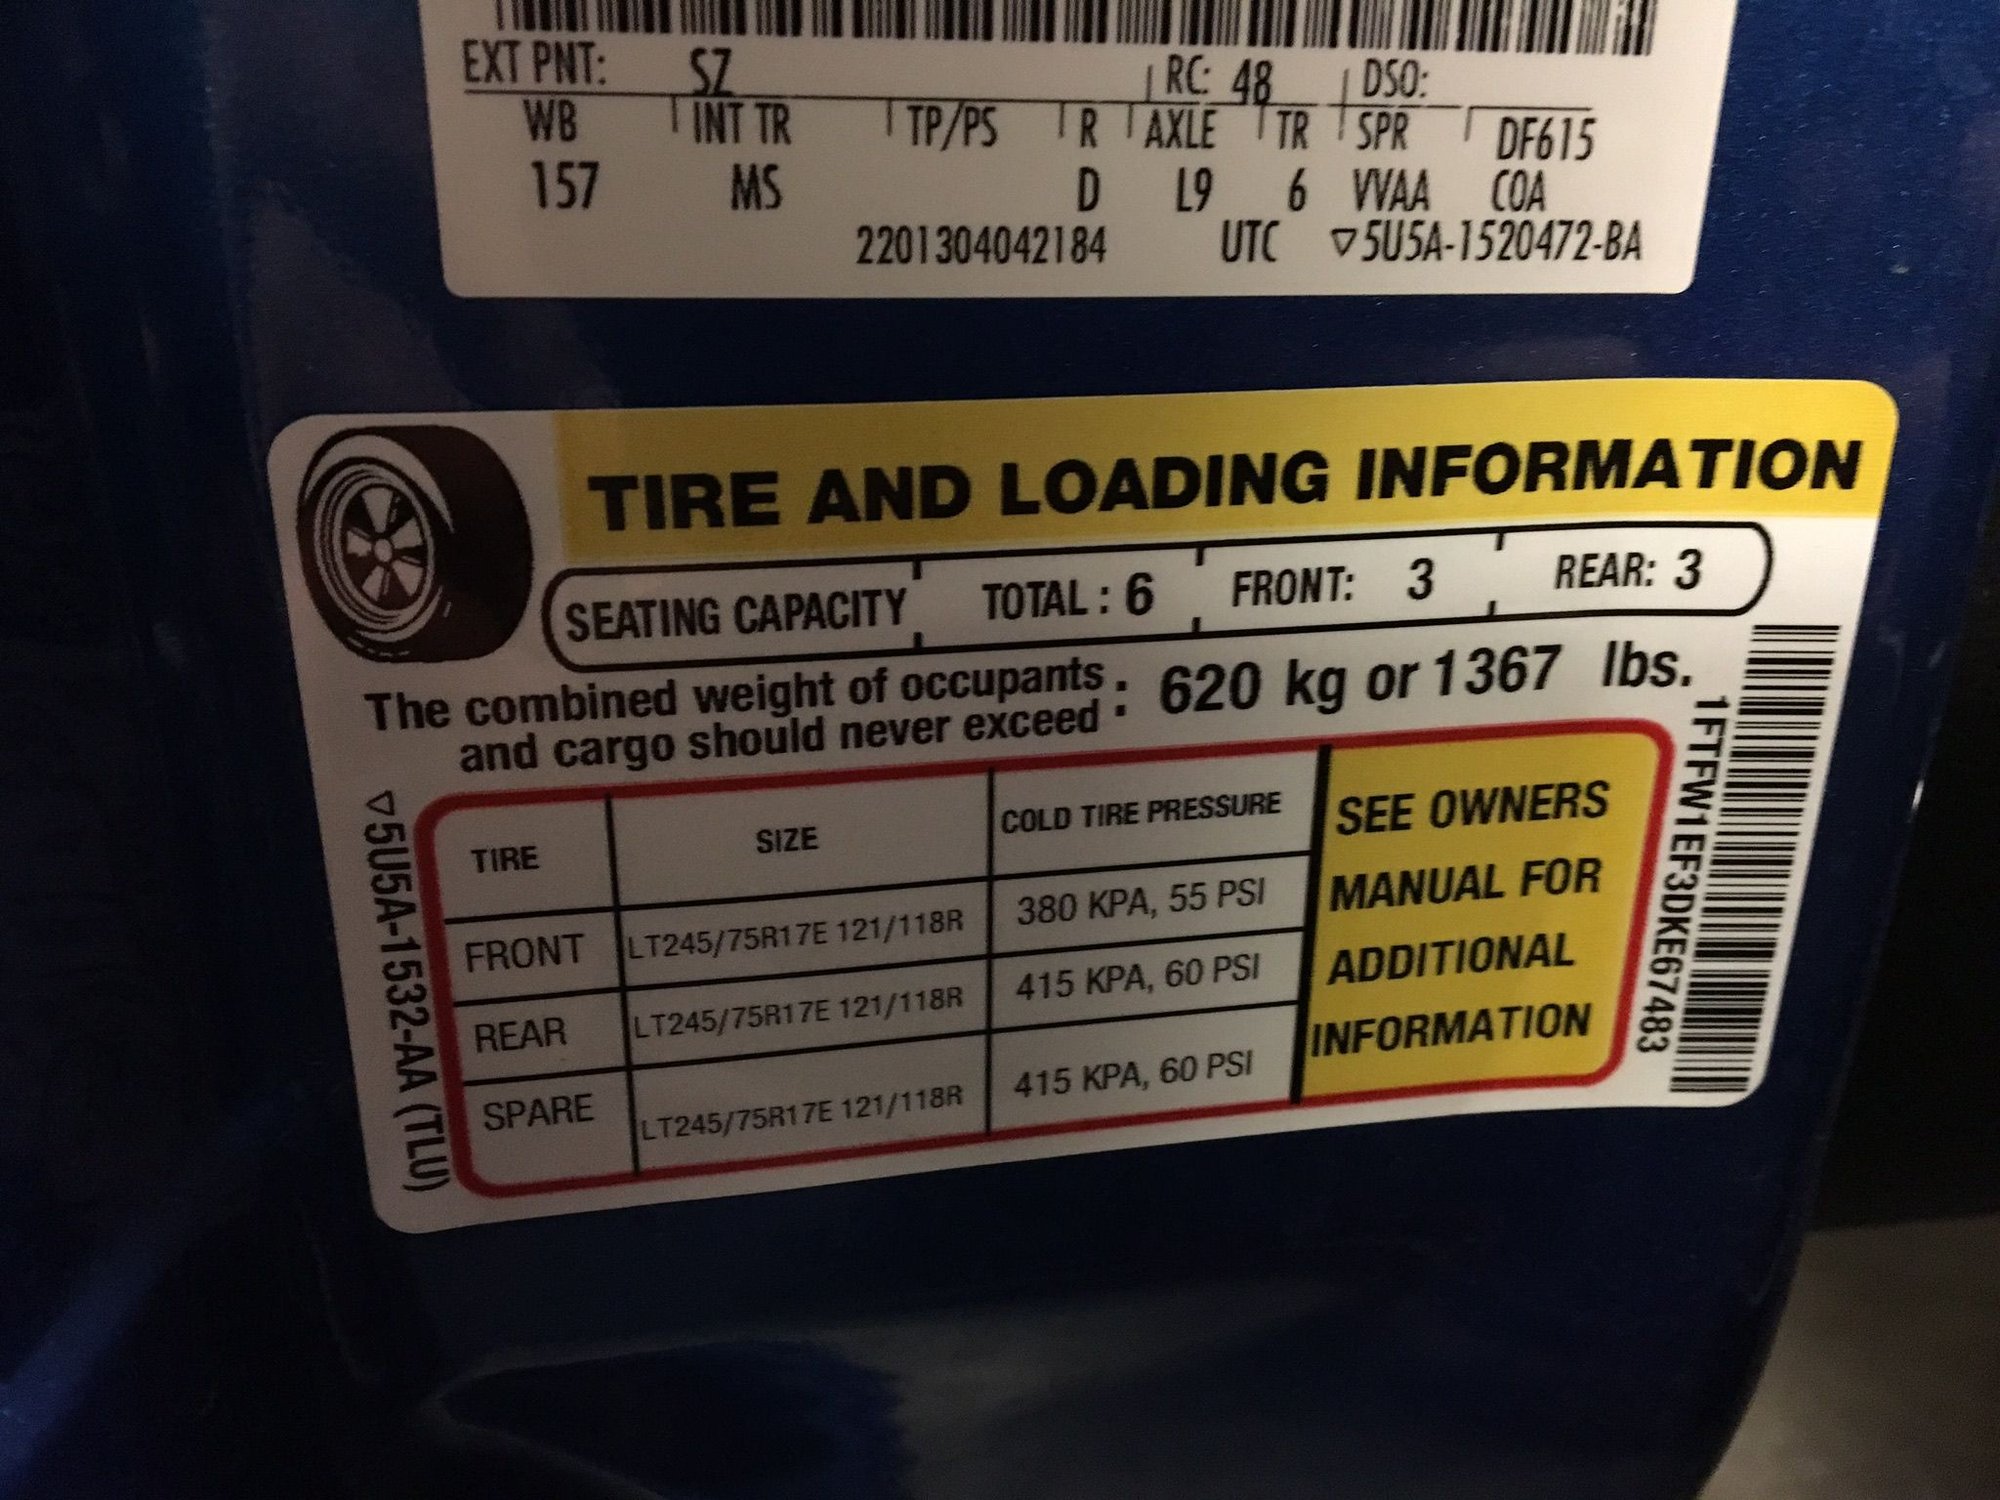 EXT PNT: SZ RC: 48 DSO:
WB INT TR TP/PS R AXLE TR SPR DF615
157 MS D L9 6 VVAA COA
2201304042184 UTC ▽5U5A-1520472-BA
TIRE AND LOADING INFORMATION
SEATING CAPACITY TOTAL : 6 FRONT: 3 REAR: 3
The combined weight of occupants
and cargo should never exceed : 620 kg or 1367 lbs.
TIRE SIZE COLD TIRE PRESSURE
FRONT LT245/75R17E 121/118R 380 KPA, 55 PSI
REAR LT245/75R17E 121/118R 415 KPA, 60 PSI
SPARE LT245/75R17E 121/118R 415 KPA, 60 PSI
SEE OWNERS
MANUAL FOR
ADDITIONAL
INFORMATION
▽5U5A-1532-AA (TLU)
1FTFW1EF3DKE67483